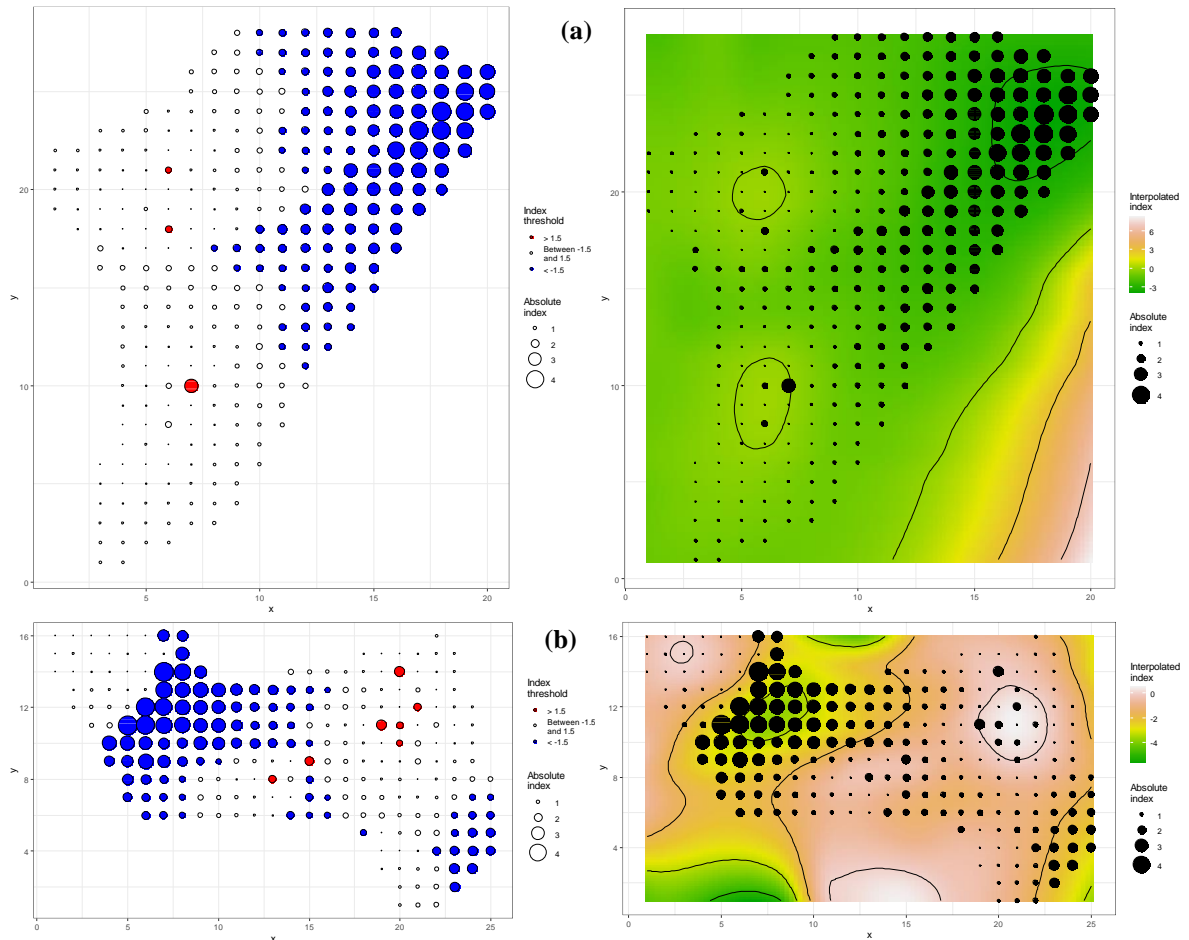 (a)
20
10
0
y
5
10
15
20
x
Index
threshold
> 1.5
Between -1.5
and 1.5
< -1.5
Absolute
index
1
2
3
4
20
10
0
y
0
5
10
15
20
x
Interpolated
index
6
3
0
-3
Absolute
index
1
2
3
4
(b)
16
12
8
4
y
0
5
10
15
20
25
x
Index
threshold
> 1.5
Between -1.5
and 1.5
< -1.5
Absolute
index
1
2
3
4
16
12
8
4
y
0
5
10
15
20
25
x
Interpolated
index
0
-2
-4
Absolute
index
1
2
3
4